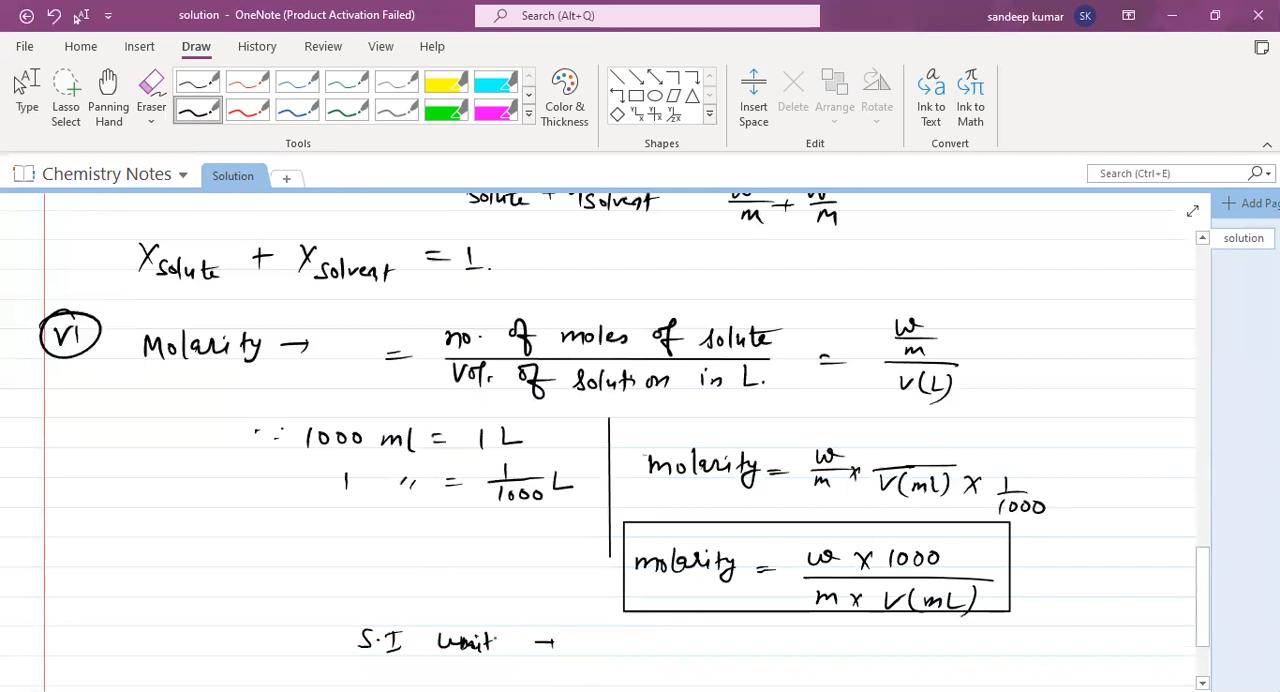 solution - OneNote (Product Activation Failed)
Search (Alt+Q)
sandeep kumar SK
File Home Insert Draw History Review View Help
Type Lasso Select Panning Hand Eraser
Tools
Color & Thickness
Shapes
Insert Space Delete Arrange Rotate
Edit
Ink to Text Ink to Math
Convert
Chemistry Notes
Solution
Search (Ctrl+E)
Add Pag
solution
solute + solvent w/m + W/M
Xsolute + Xsolvent = 1.
VI Molarity → = no. of moles of solute / Vol. of solution in L. = w/m / V(L)
∵ 1000 ml = 1 L
1 〃 = 1/1000 L
molarity = w/m × 1/V(mL) × 1/1000
molarity = w × 1000 / m × V(mL)
S.I unit →